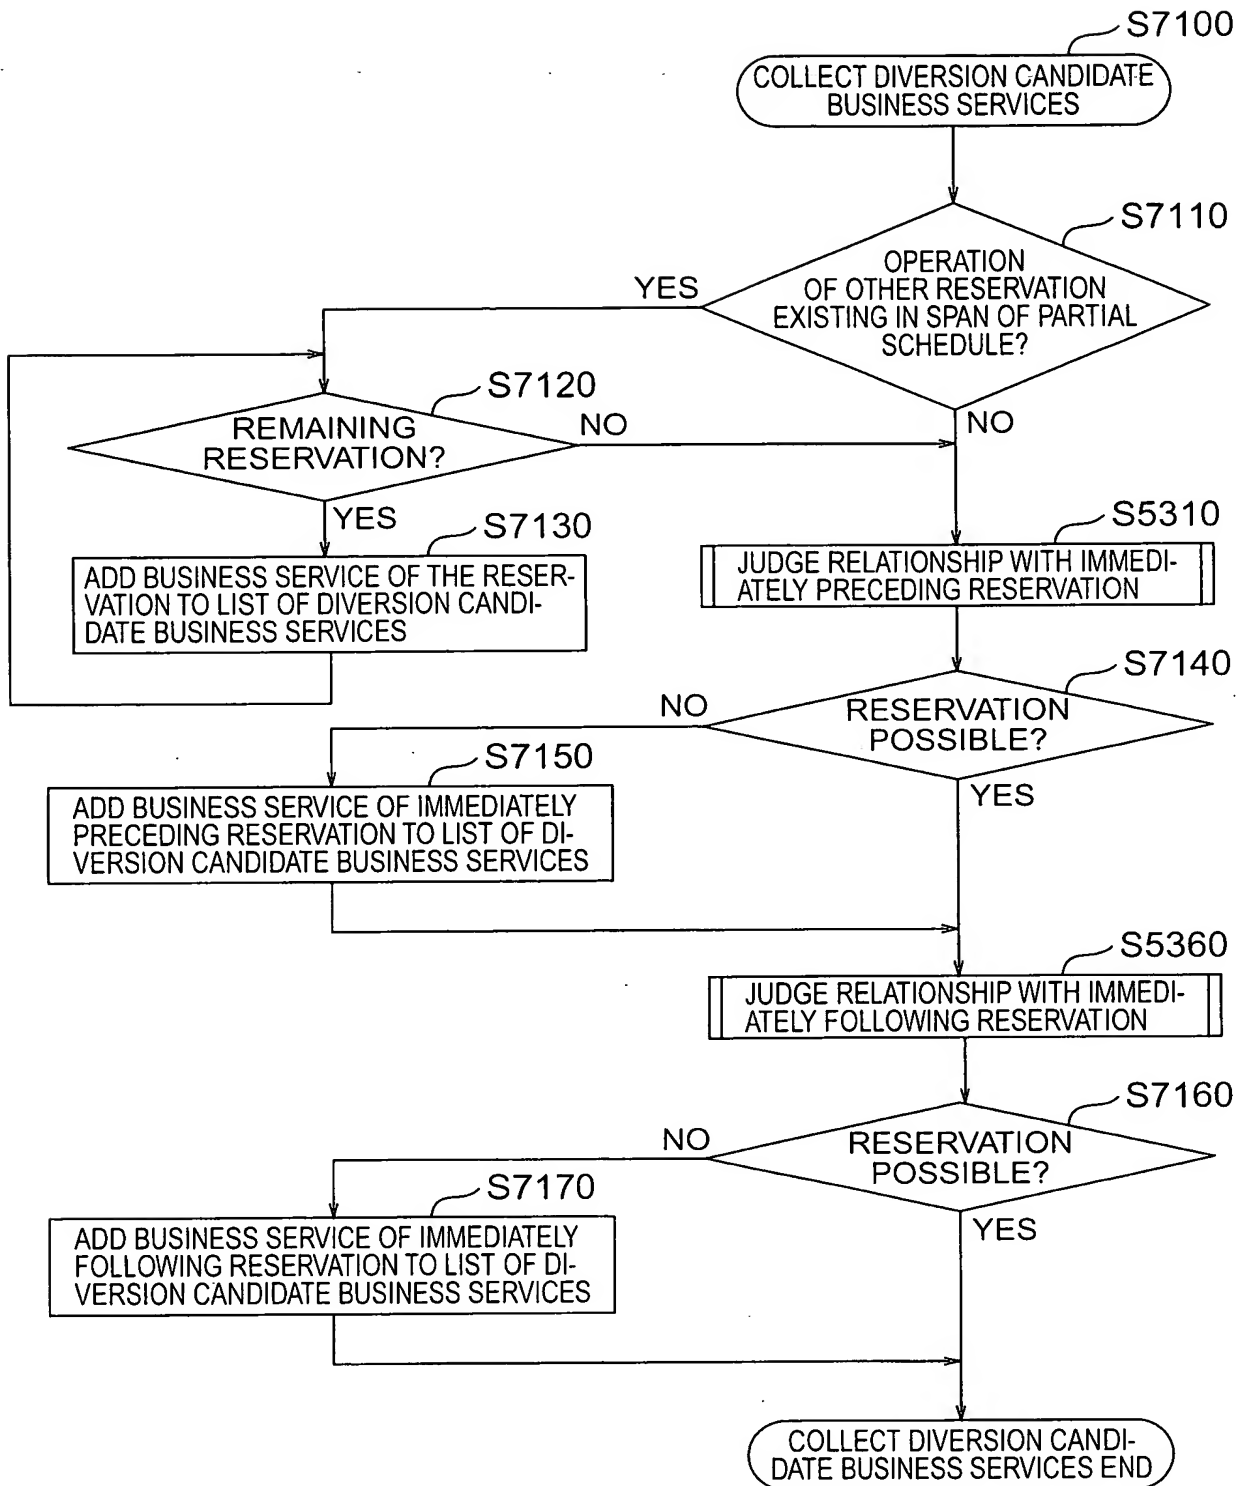 S7100
COLLECT DIVERSION CANDIDATE
BUSINESS SERVICES
S7110
OPERATION
OF OTHER RESERVATION
EXISTING IN SPAN OF PARTIAL
SCHEDULE?
YES
NO
S7120
REMAINING
RESERVATION?
NO
YES
S7130
ADD BUSINESS SERVICE OF THE RESER-
VATION TO LIST OF DIVERSION CANDI-
DATE BUSINESS SERVICES
S5310
JUDGE RELATIONSHIP WITH IMMEDI-
ATELY PRECEDING RESERVATION
S7140
RESERVATION
POSSIBLE?
NO
YES
S7150
ADD BUSINESS SERVICE OF IMMEDIATELY
PRECEDING RESERVATION TO LIST OF DI-
VERSION CANDIDATE BUSINESS SERVICES
S5360
JUDGE RELATIONSHIP WITH IMMEDI-
ATELY FOLLOWING RESERVATION
S7160
RESERVATION
POSSIBLE?
NO
YES
S7170
ADD BUSINESS SERVICE OF IMMEDIATELY
FOLLOWING RESERVATION TO LIST OF DI-
VERSION CANDIDATE BUSINESS SERVICES
COLLECT DIVERSION CANDI-
DATE BUSINESS SERVICES END